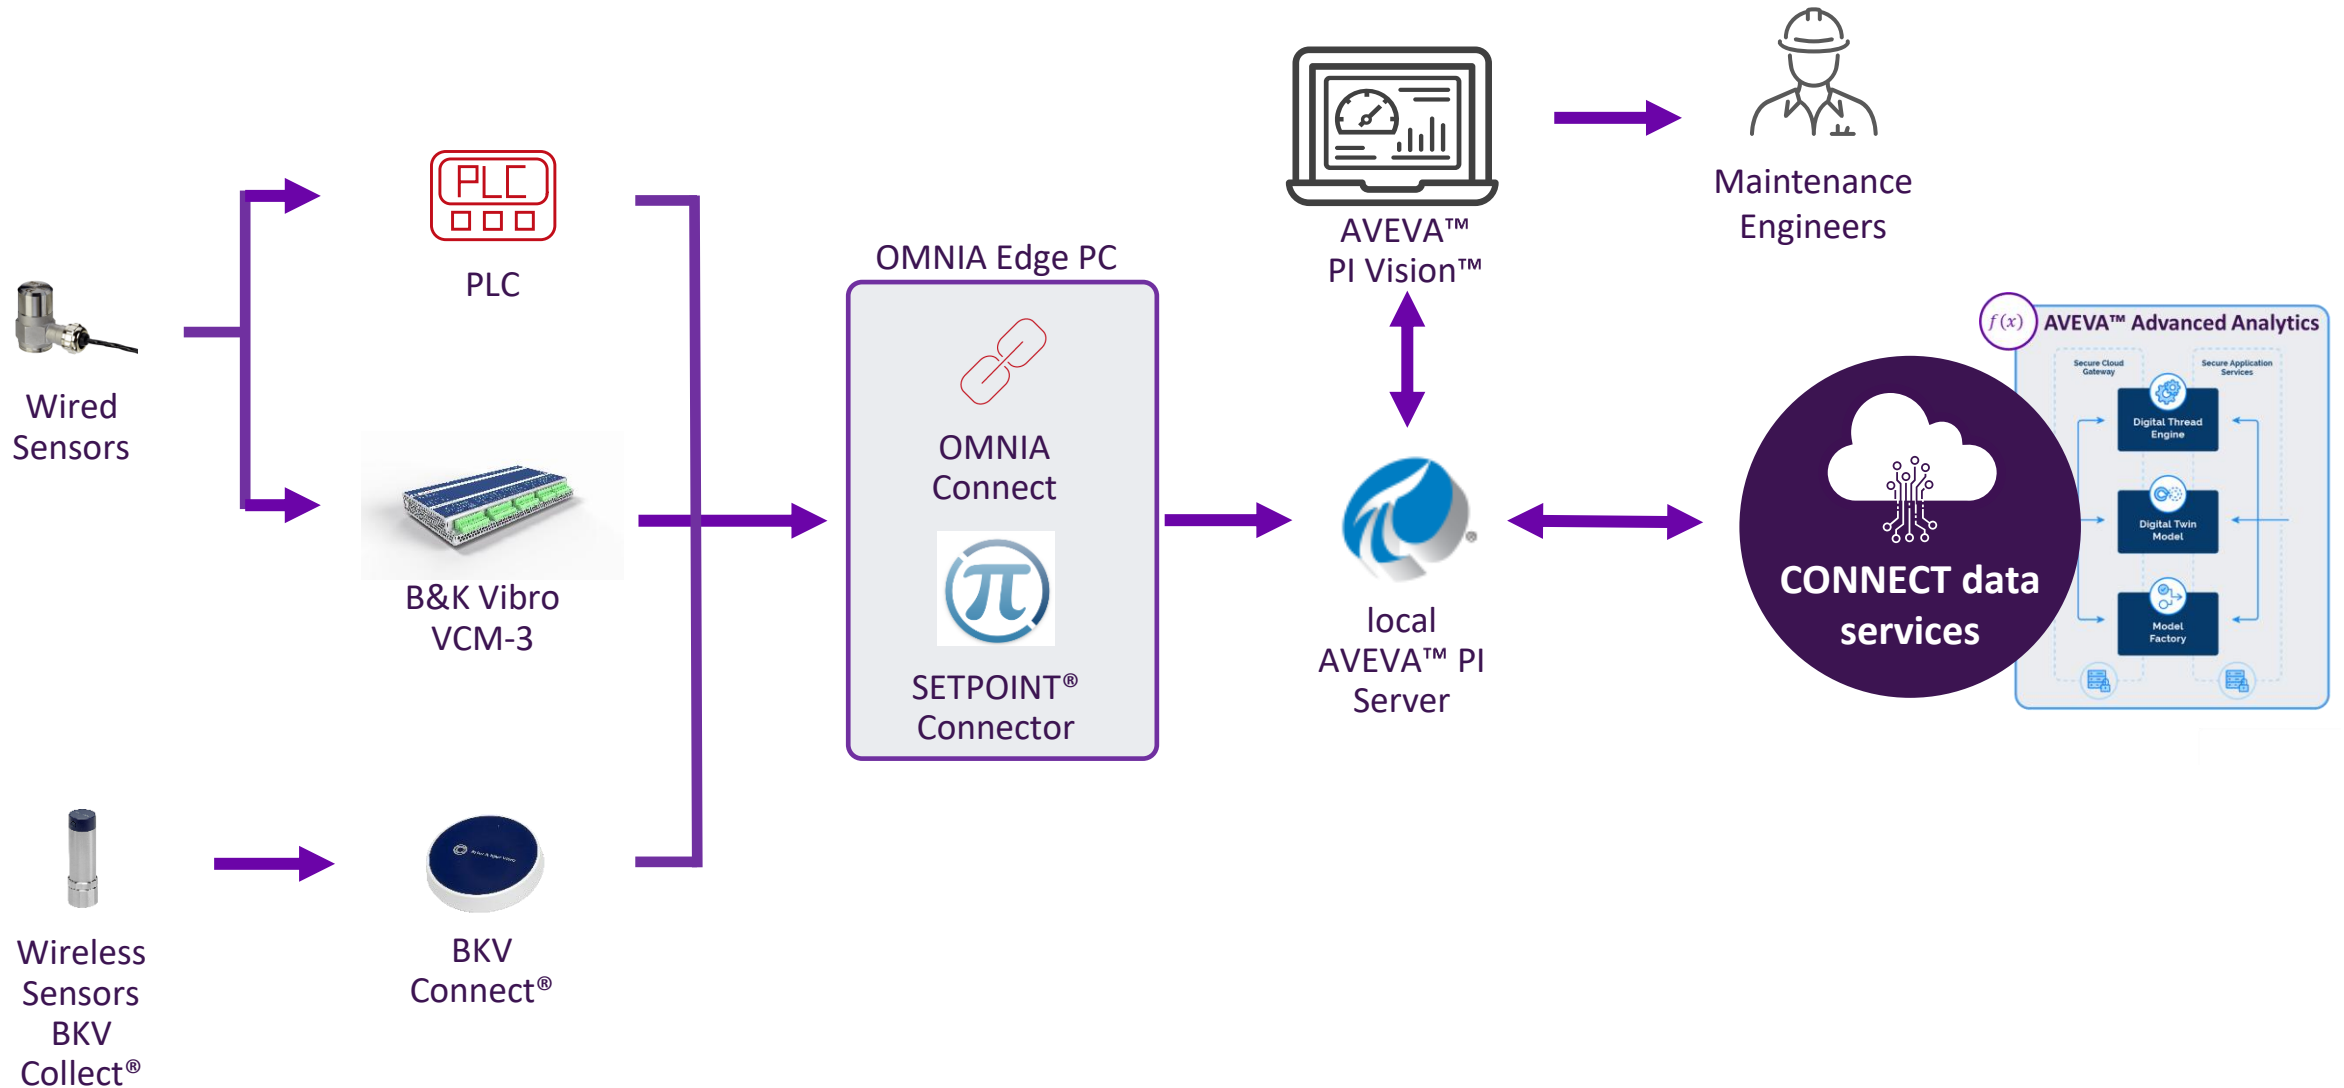 PLC
PLC
Wired
Sensors
B&K Vibro
VCM-3
Wireless
Sensors
BKV
Collect®
BKV
Connect®
OMNIA Edge PC
OMNIA
Connect
π
SETPOINT®
Connector
AVEVA™
PI Vision™
Maintenance
Engineers
local
AVEVA™ PI
Server
®
CONNECT data
services
f(x)
AVEVA™ Advanced Analytics
Secure Cloud
Gateway
Secure Application
Services
Digital Thread
Engine
Digital Twin
Model
Model
Factory